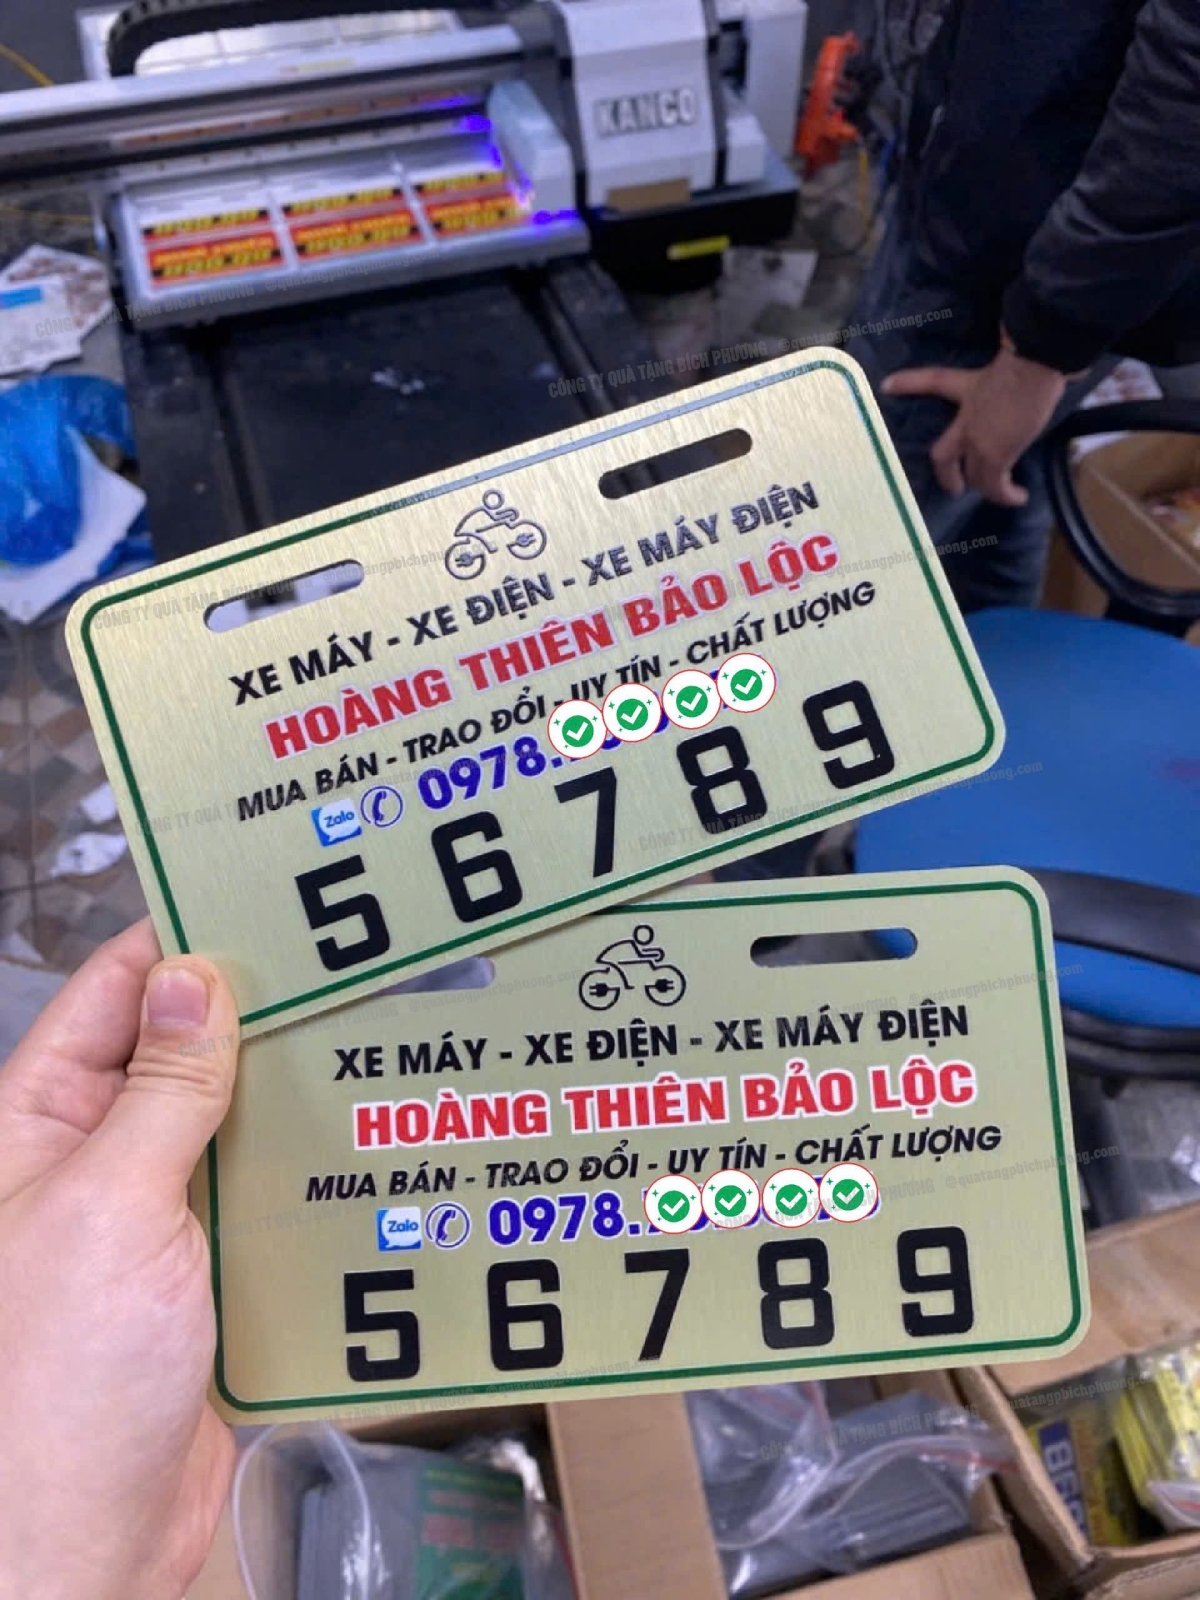 KANCO
XE MÁY - XE ĐIỆN - XE MÁY ĐIỆN
HOÀNG THIÊN BẢO LỘC
MUA BÁN - TRAO ĐỔI - UY TÍN - CHẤT LƯỢNG
Zalo 0978.
56789
XE MÁY - XE ĐIỆN - XE MÁY ĐIỆN
HOÀNG THIÊN BẢO LỘC
MUA BÁN - TRAO ĐỔI - UY TÍN - CHẤT LƯỢNG
Zalo 0978.
56789
CÔNG TY QUÀ TẶNG BÍCH PHƯƠNG @quatangpbichphuong.com